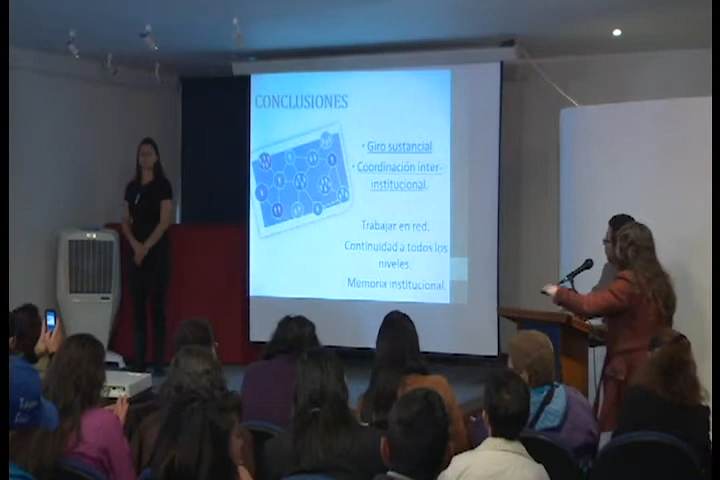 CONCLUSIONES
• Giro sustancial
• Coordinación inter-
institucional.
Trabajar en red.
Continuidad a todos los
niveles.
Memoria institucional.